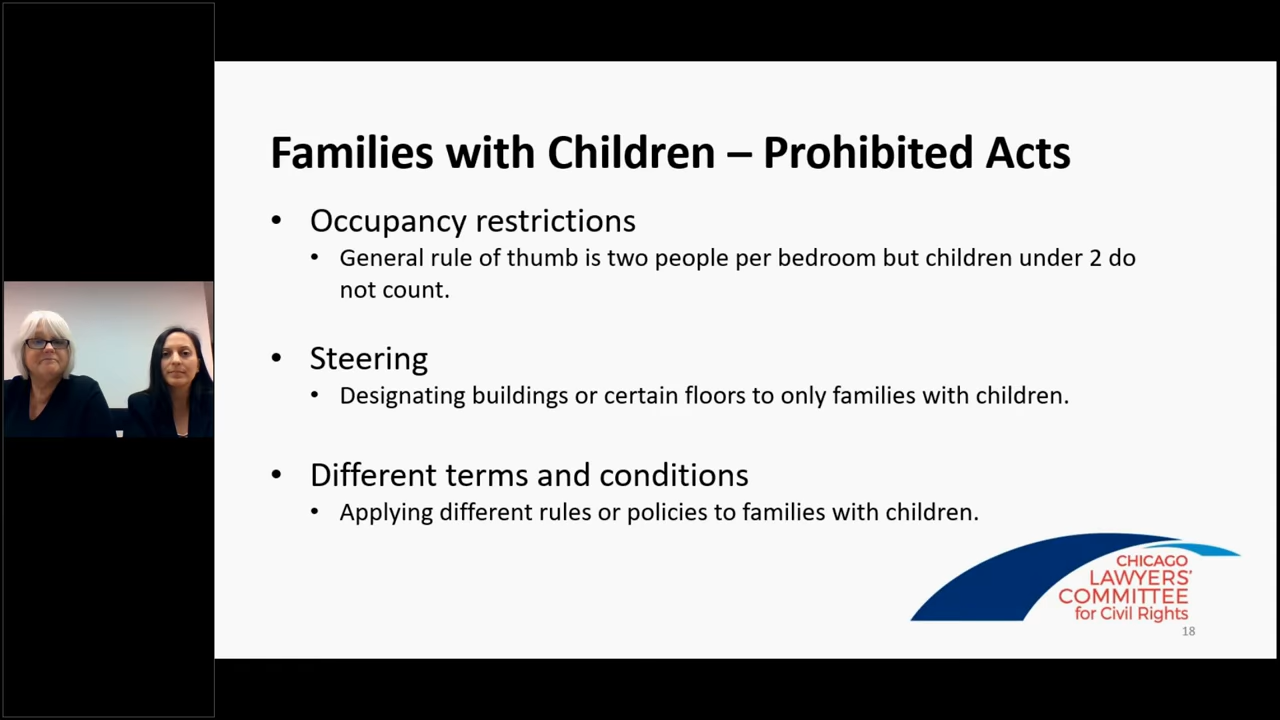 Families with Children – Prohibited Acts
• Occupancy restrictions
• General rule of thumb is two people per bedroom but children under 2 do
not count.
• Steering
• Designating buildings or certain floors to only families with children.
• Different terms and conditions
• Applying different rules or policies to families with children.
CHICAGO
LAWYERS'
COMMITTEE
for Civil Rights
18